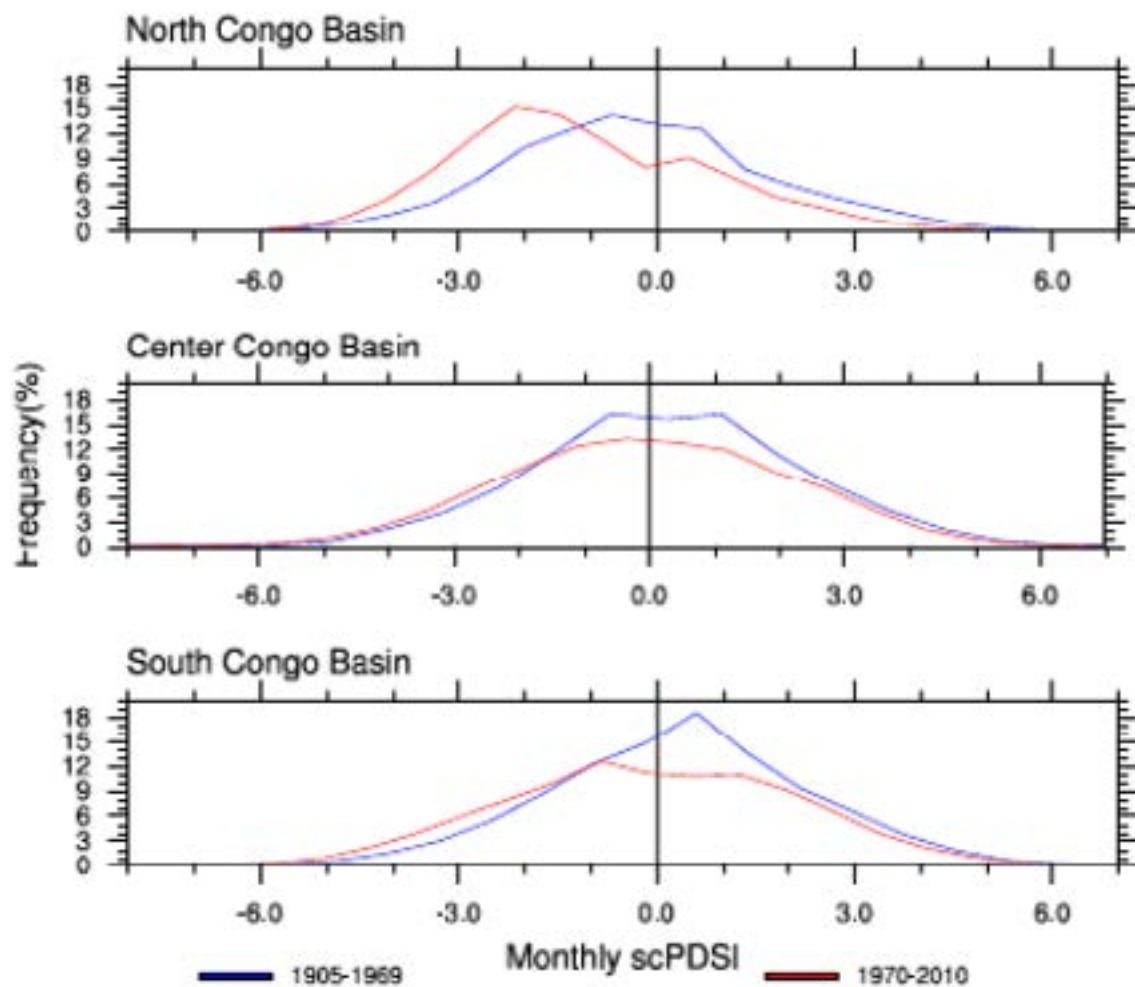 North Congo Basin
18
15
12
9
6
3
0
-6.0 -3.0 0.0 3.0 6.0
Center Congo Basin
18
15
12
9
6
3
0
-6.0 -3.0 0.0 3.0 6.0
Frequency(%)
South Congo Basin
18
15
12
9
6
3
0
-6.0 -3.0 0.0 3.0 6.0
Monthly scPDSI
1905-1969 1970-2010